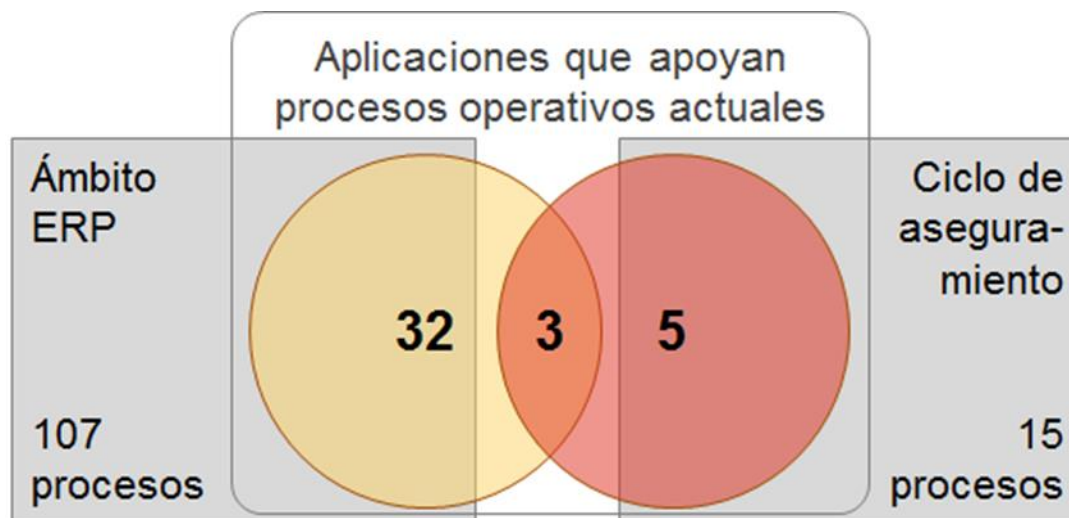 Aplicaciones que apoyan
procesos operativos actuales
Ámbito
ERP
107
procesos
32
3
5
Ciclo de
asegura-
miento
15
procesos